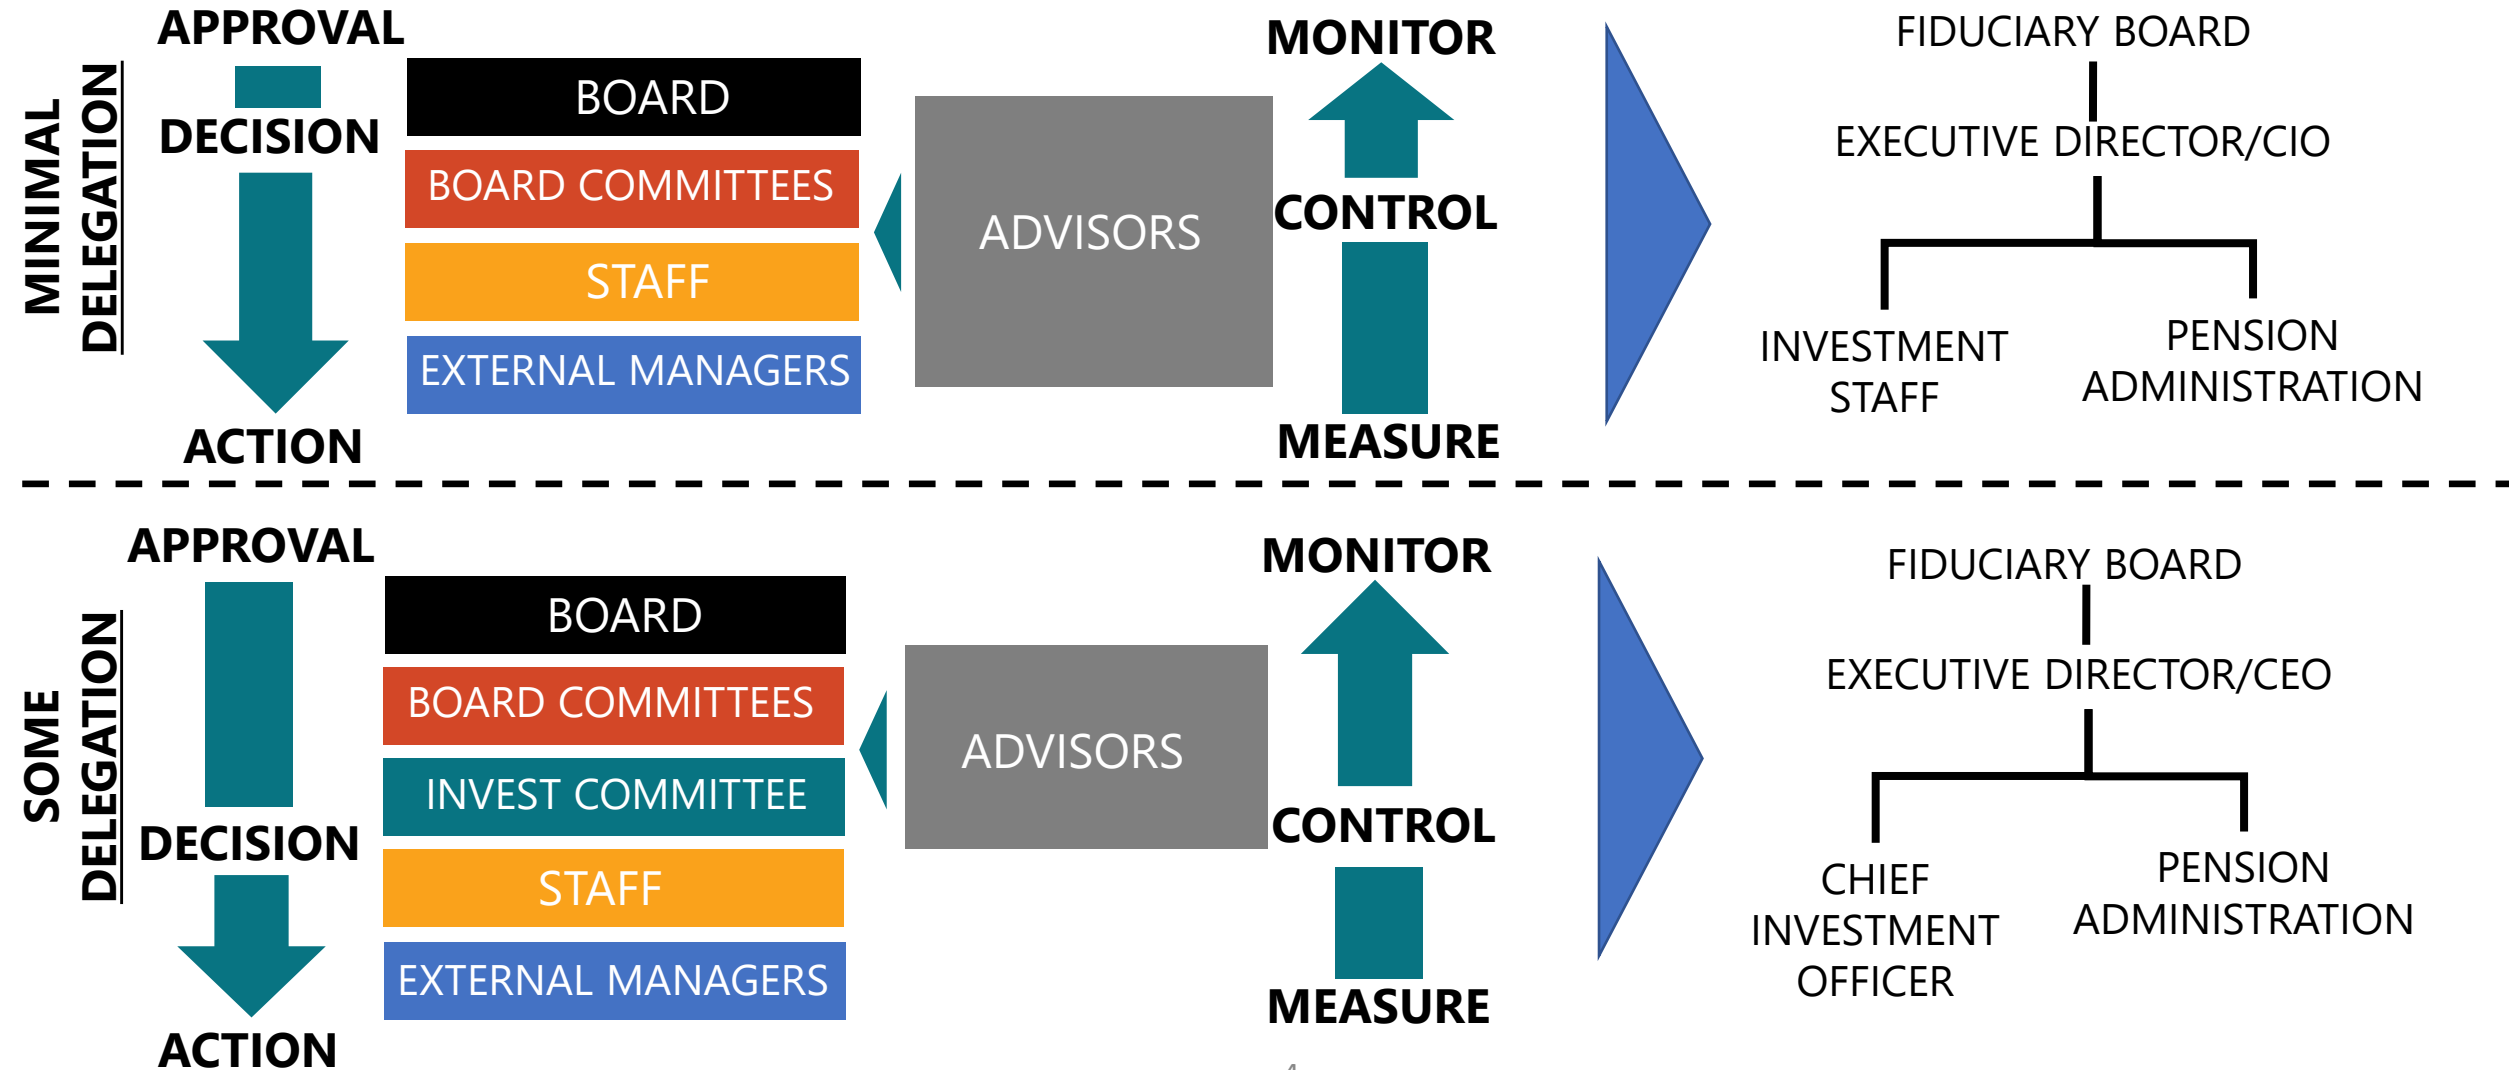 MINIMAL
DELEGATION
APPROVAL
DECISION
ACTION
BOARD
BOARD COMMITTEES
STAFF
EXTERNAL MANAGERS
ADVISORS
MONITOR
CONTROL
MEASURE
FIDUCIARY BOARD
EXECUTIVE DIRECTOR/CIO
INVESTMENT
STAFF
PENSION
ADMINISTRATION
SOME
DELEGATION
APPROVAL
DECISION
ACTION
BOARD
BOARD COMMITTEES
INVEST COMMITTEE
STAFF
EXTERNAL MANAGERS
ADVISORS
MONITOR
CONTROL
MEASURE
FIDUCIARY BOARD
EXECUTIVE DIRECTOR/CEO
CHIEF
INVESTMENT
OFFICER
PENSION
ADMINISTRATION